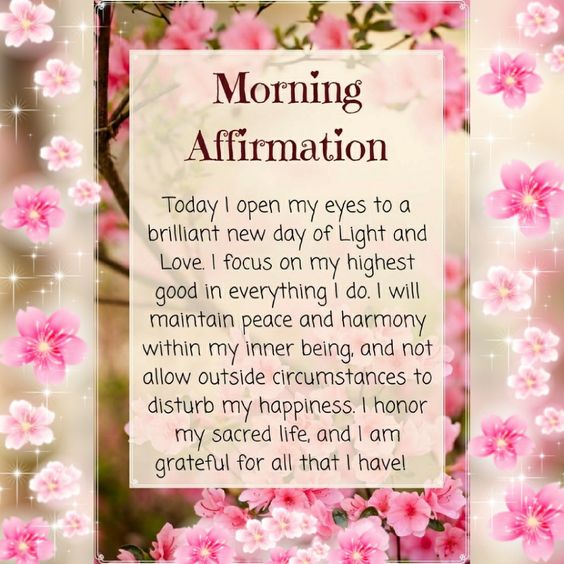 Morning
Affirmation
Today I open my eyes to a
brilliant new day of Light and
Love. I focus on my highest
good in everything I do. I will
maintain peace and harmony
within my inner being, and not
allow outside circumstances to
disturb my happiness. I honor
my sacred life, and I am
grateful for all that I have!